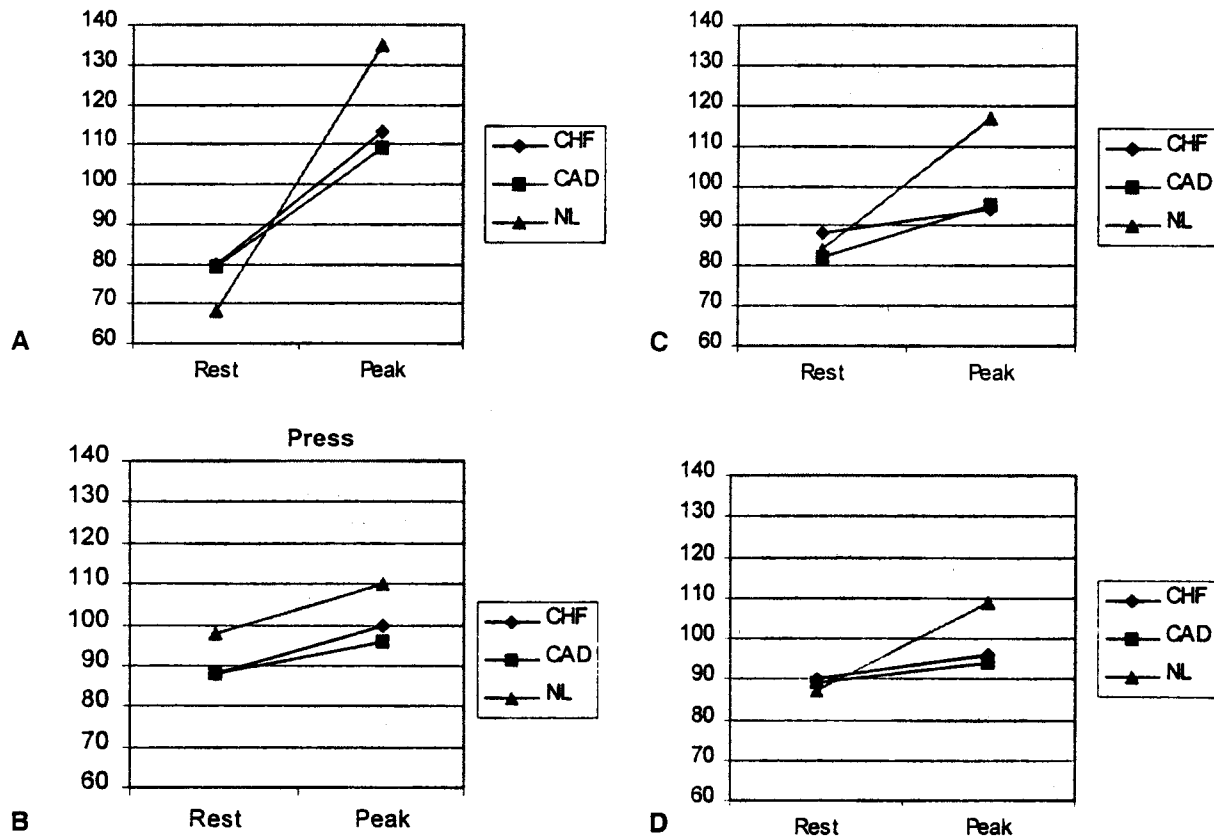 140
130
120
110
100
90
80
70
60
Rest
Peak
CHF
CAD
NL
A
140
130
120
110
100
90
80
70
60
Rest
Peak
CHF
CAD
NL
C
Press
140
130
120
110
100
90
80
70
60
Rest
Peak
CHF
CAD
NL
B
140
130
120
110
100
90
80
70
60
Rest
Peak
CHF
CAD
NL
D